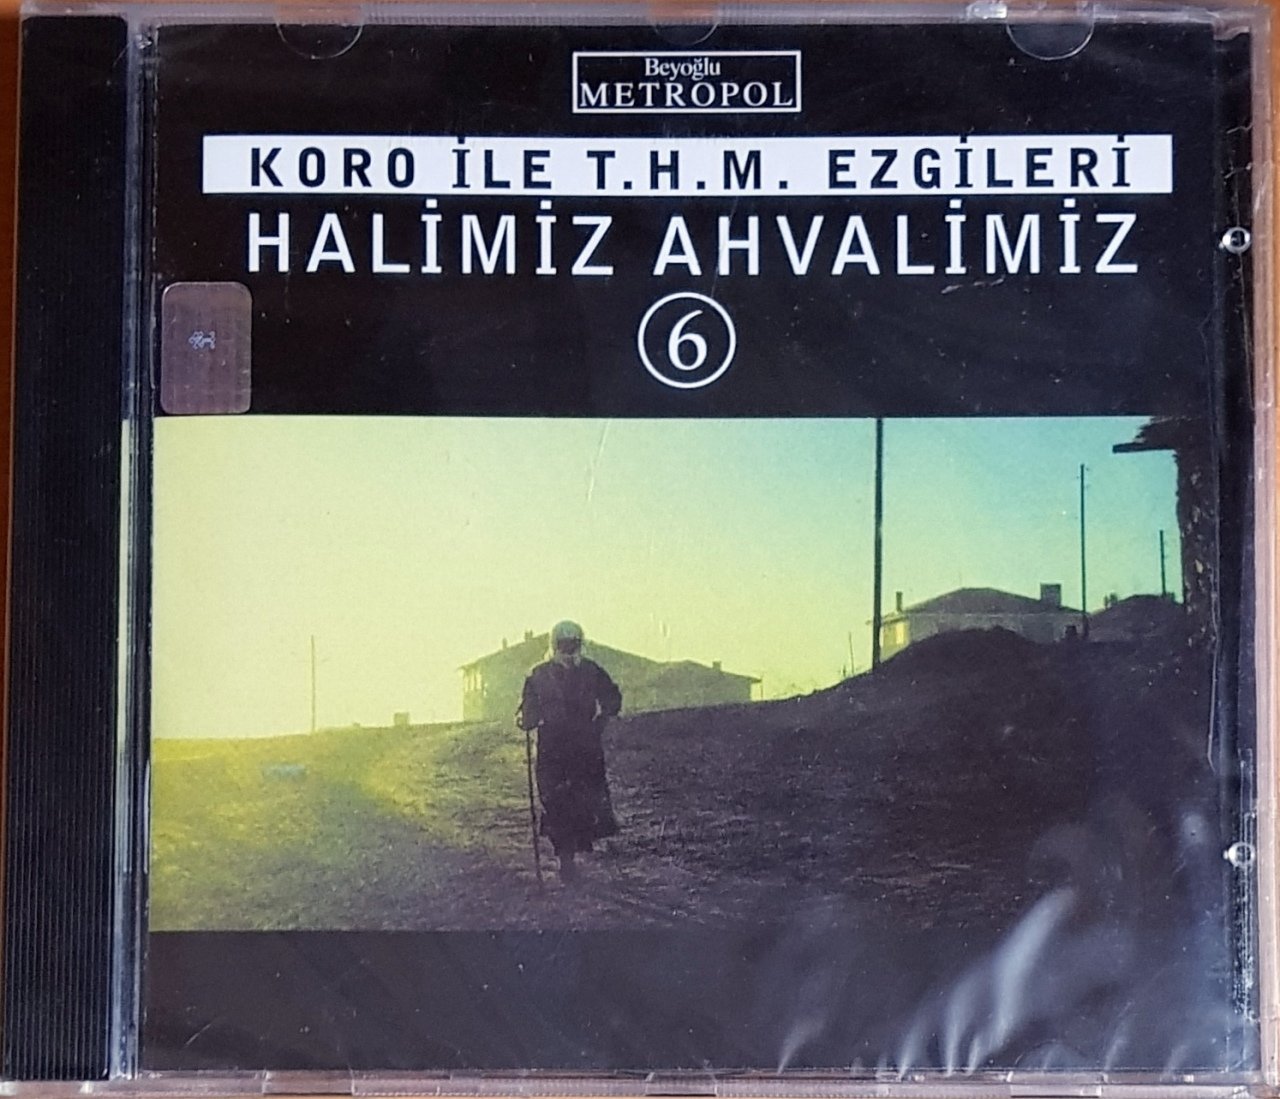 Beyoğlu
METROPOL
KORO İLE T.H.M. EZGİLERİ
HALİMİZ AHVALİMİZ
6